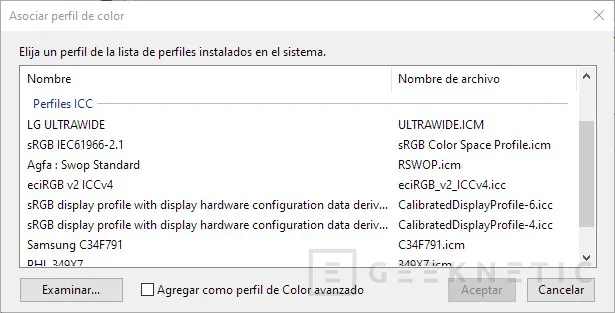 Asociar perfil de color
Elija un perfil de la lista de perfiles instalados en el sistema.
Nombre Nombre de archivo
Perfiles ICC
LG ULTRAWIDE ULTRAWIDE.ICM
sRGB IEC61966-2.1 sRGB Color Space Profile.icm
Agfa : Swop Standard RSWOP.icm
eciRGB v2 ICCv4 eciRGB_v2_ICCv4.icc
sRGB display profile with display hardware configuration data deriv... CalibratedDisplayProfile-6.icc
sRGB display profile with display hardware configuration data deriv... CalibratedDisplayProfile-4.icc
Samsung C34F791 C34F791.icm
PHL 349X7 349X7.icm
GEEKNETIC
Examinar... Agregar como perfil de Color avanzado Aceptar Cancelar